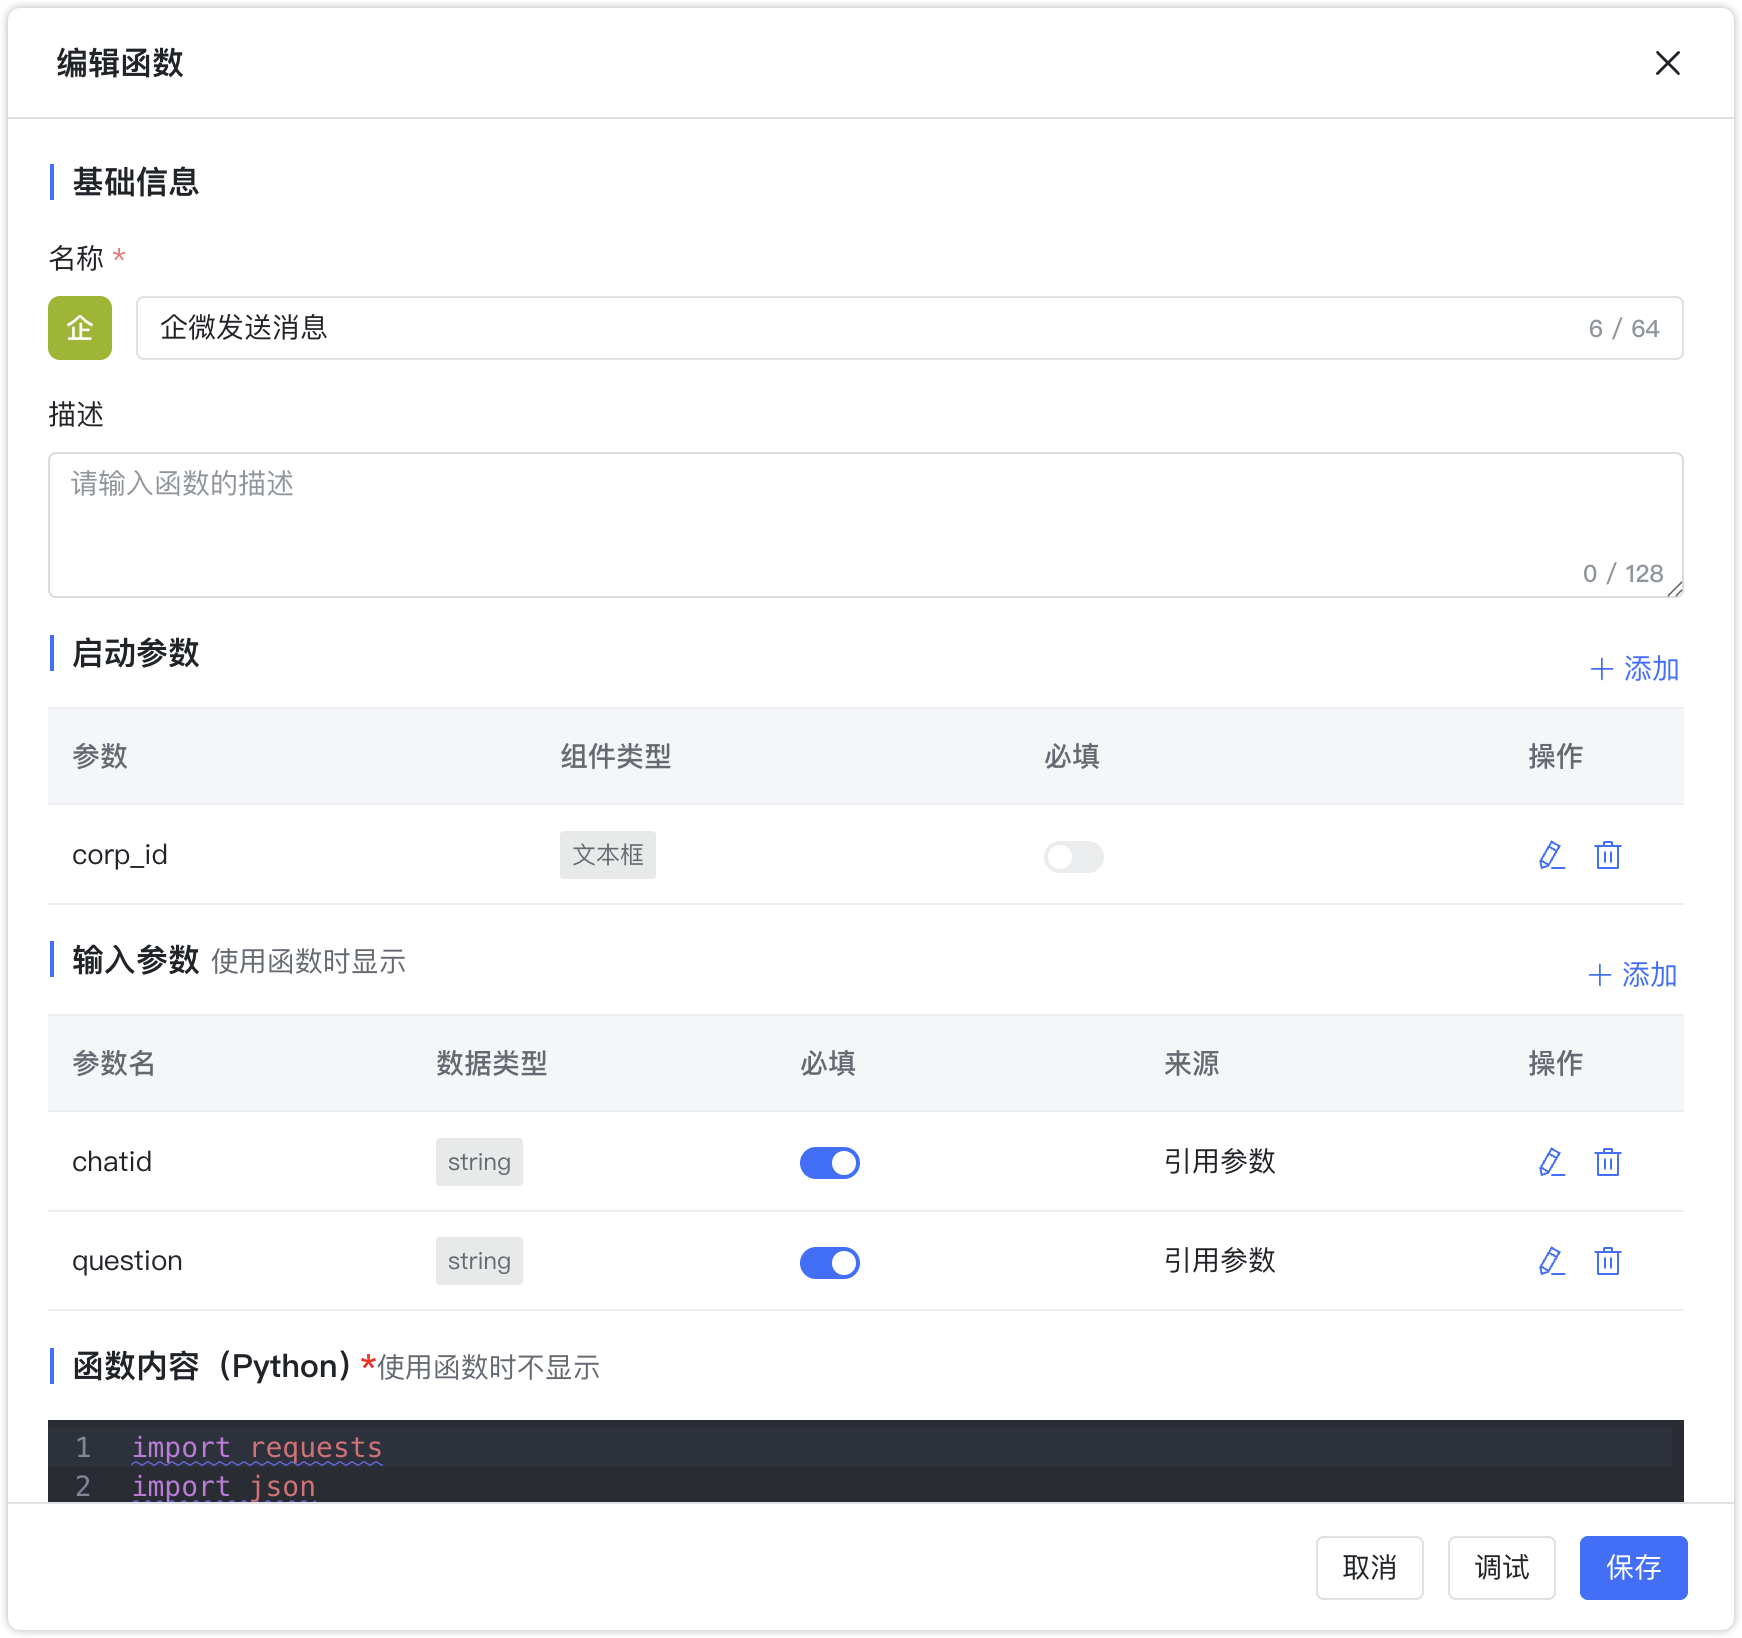 编辑函数
基础信息
名称 *
企
企微发送消息
6 / 64
描述
请输入函数的描述
0 / 128
启动参数
添加
参数 组件类型 必填 操作
corp_id 文本框
输入参数 使用函数时显示
添加
参数名 数据类型 必填 来源 操作
chatid string 引用参数
question string 引用参数
函数内容（Python）*使用函数时不显示
1 import requests
2 import json
取消 调试 保存